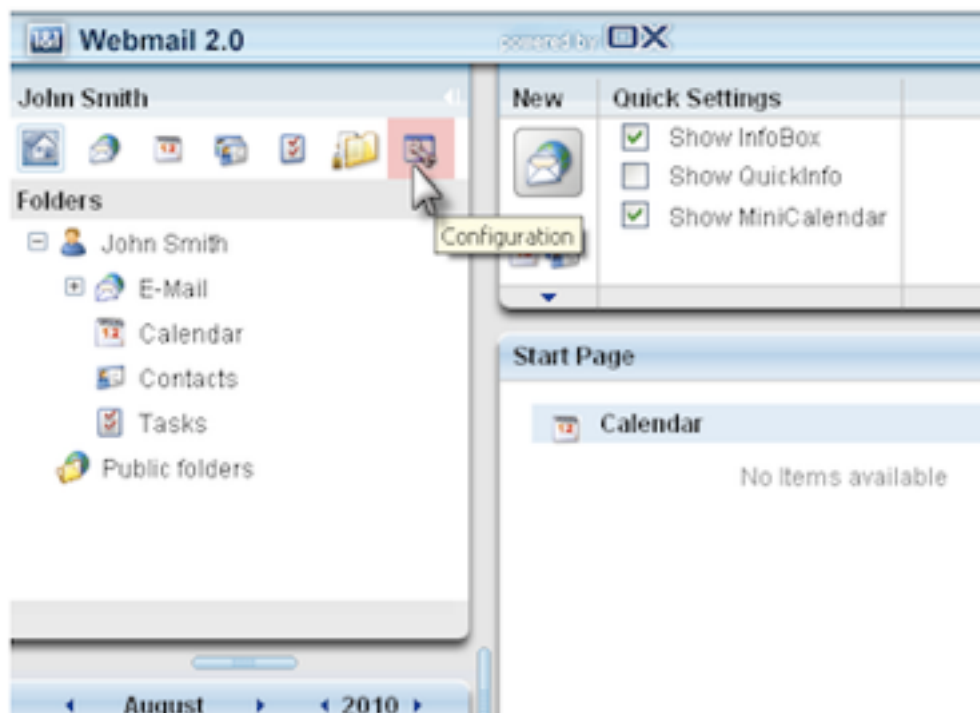 Webmail 2.0
powered by OX
John Smith
New
Quick Settings
Show InfoBox
Show QuickInfo
Show MiniCalendar
Configuration
Folders
John Smith
E-Mail
Calendar
Contacts
Tasks
Public folders
Start Page
Calendar
No Items available
August
2010